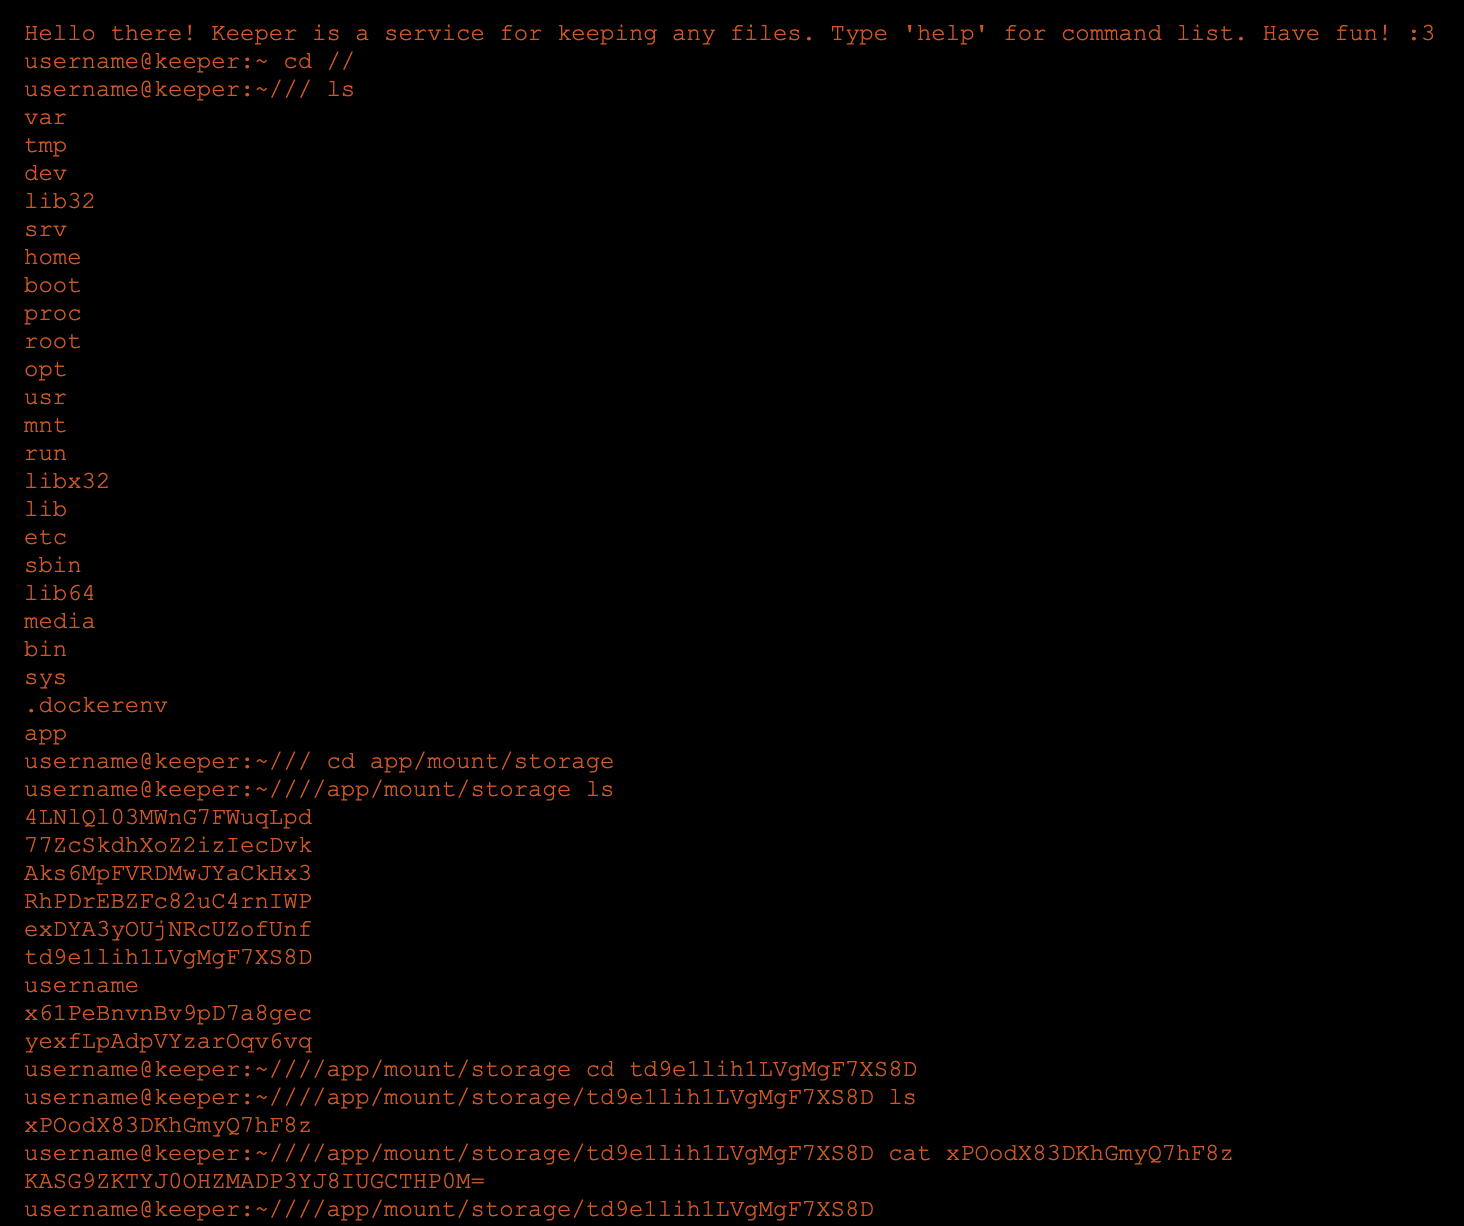 Hello there! Keeper is a service for keeping any files. Type 'help' for command list. Have fun! :3
username@keeper:~ cd //
username@keeper:~/// ls
var
tmp
dev
lib32
srv
home
boot
proc
root
opt
usr
mnt
run
libx32
lib
etc
sbin
lib64
media
bin
sys
.dockerenv
app
username@keeper:~/// cd app/mount/storage
username@keeper:~////app/mount/storage ls
4LNlQl03MWnG7FWuqLpd
77ZcSkdhXoZ2izIecDvk
Aks6MpFVRDMwJYaCkHx3
RhPDrEBZFc82uC4rnIWP
exDYA3yOUjNRcUZofUnf
td9e1lih1LVgMgF7XS8D
username
x61PeBnvnBv9pD7a8gec
yexfLpAdpVYzarOqv6vq
username@keeper:~////app/mount/storage cd td9e1lih1LVgMgF7XS8D
username@keeper:~////app/mount/storage/td9e1lih1LVgMgF7XS8D ls
xPOodX83DKhGmyQ7hF8z
username@keeper:~////app/mount/storage/td9e1lih1LVgMgF7XS8D cat xPOodX83DKhGmyQ7hF8z
KASG9ZKTYJ0OHZMADP3YJ8IUGCTHP0M=
username@keeper:~////app/mount/storage/td9e1lih1LVgMgF7XS8D